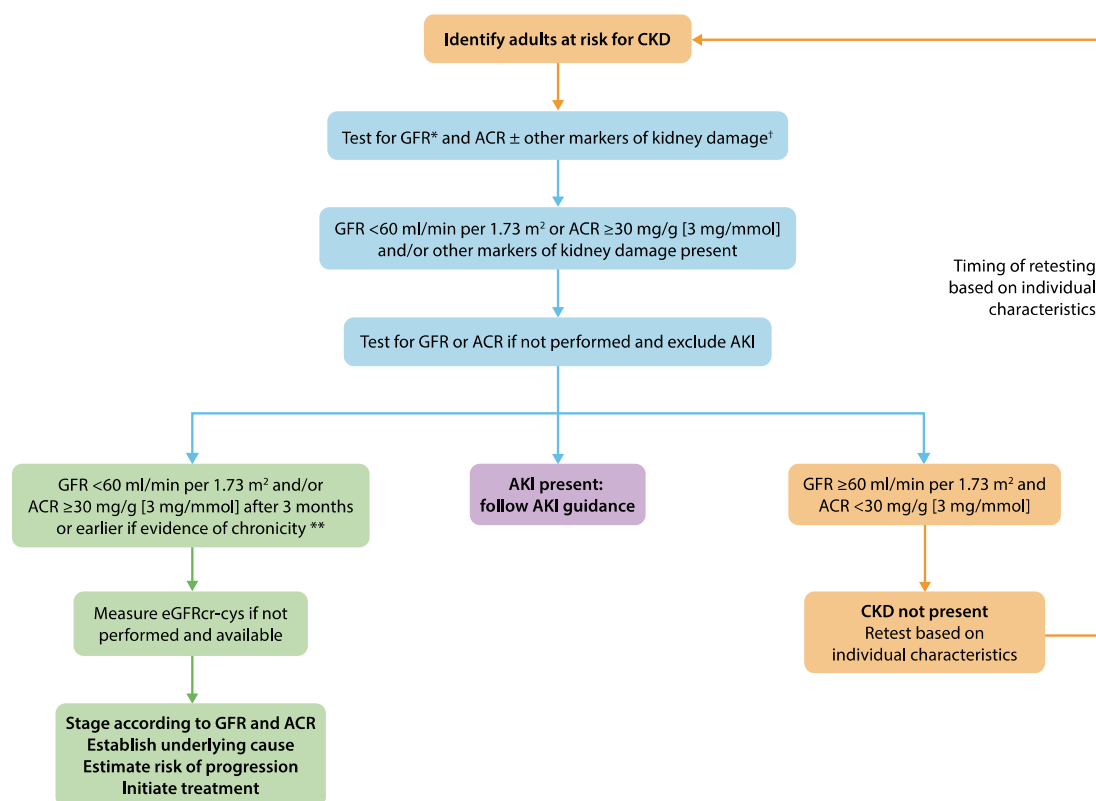 Identify adults at risk for CKD
Test for GFR* and ACR ± other markers of kidney damage†
GFR <60 ml/min per 1.73 m² or ACR ≥30 mg/g [3 mg/mmol]
and/or other markers of kidney damage present
Timing of retesting
based on individual
characteristics
Test for GFR or ACR if not performed and exclude AKI
GFR <60 ml/min per 1.73 m² and/or
ACR ≥30 mg/g [3 mg/mmol] after 3 months
or earlier if evidence of chronicity **
AKI present:
follow AKI guidance
GFR ≥60 ml/min per 1.73 m² and
ACR <30 mg/g [3 mg/mmol]
Measure eGFRcr-cys if not
performed and available
CKD not present
Retest based on
individual characteristics
Stage according to GFR and ACR
Establish underlying cause
Estimate risk of progression
Initiate treatment